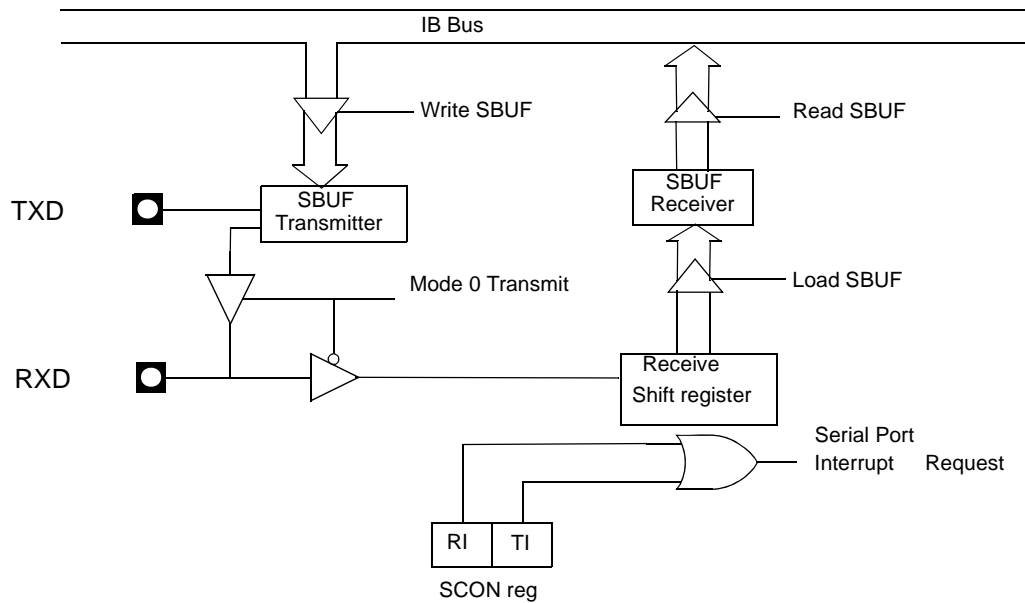 IB Bus
Write SBUF
Read SBUF
SBUF
Transmitter
SBUF
Receiver
TXD
Mode 0 Transmit
Load SBUF
RXD
Receive
Shift register
Serial Port
Interrupt Request
RI
TI
SCON reg